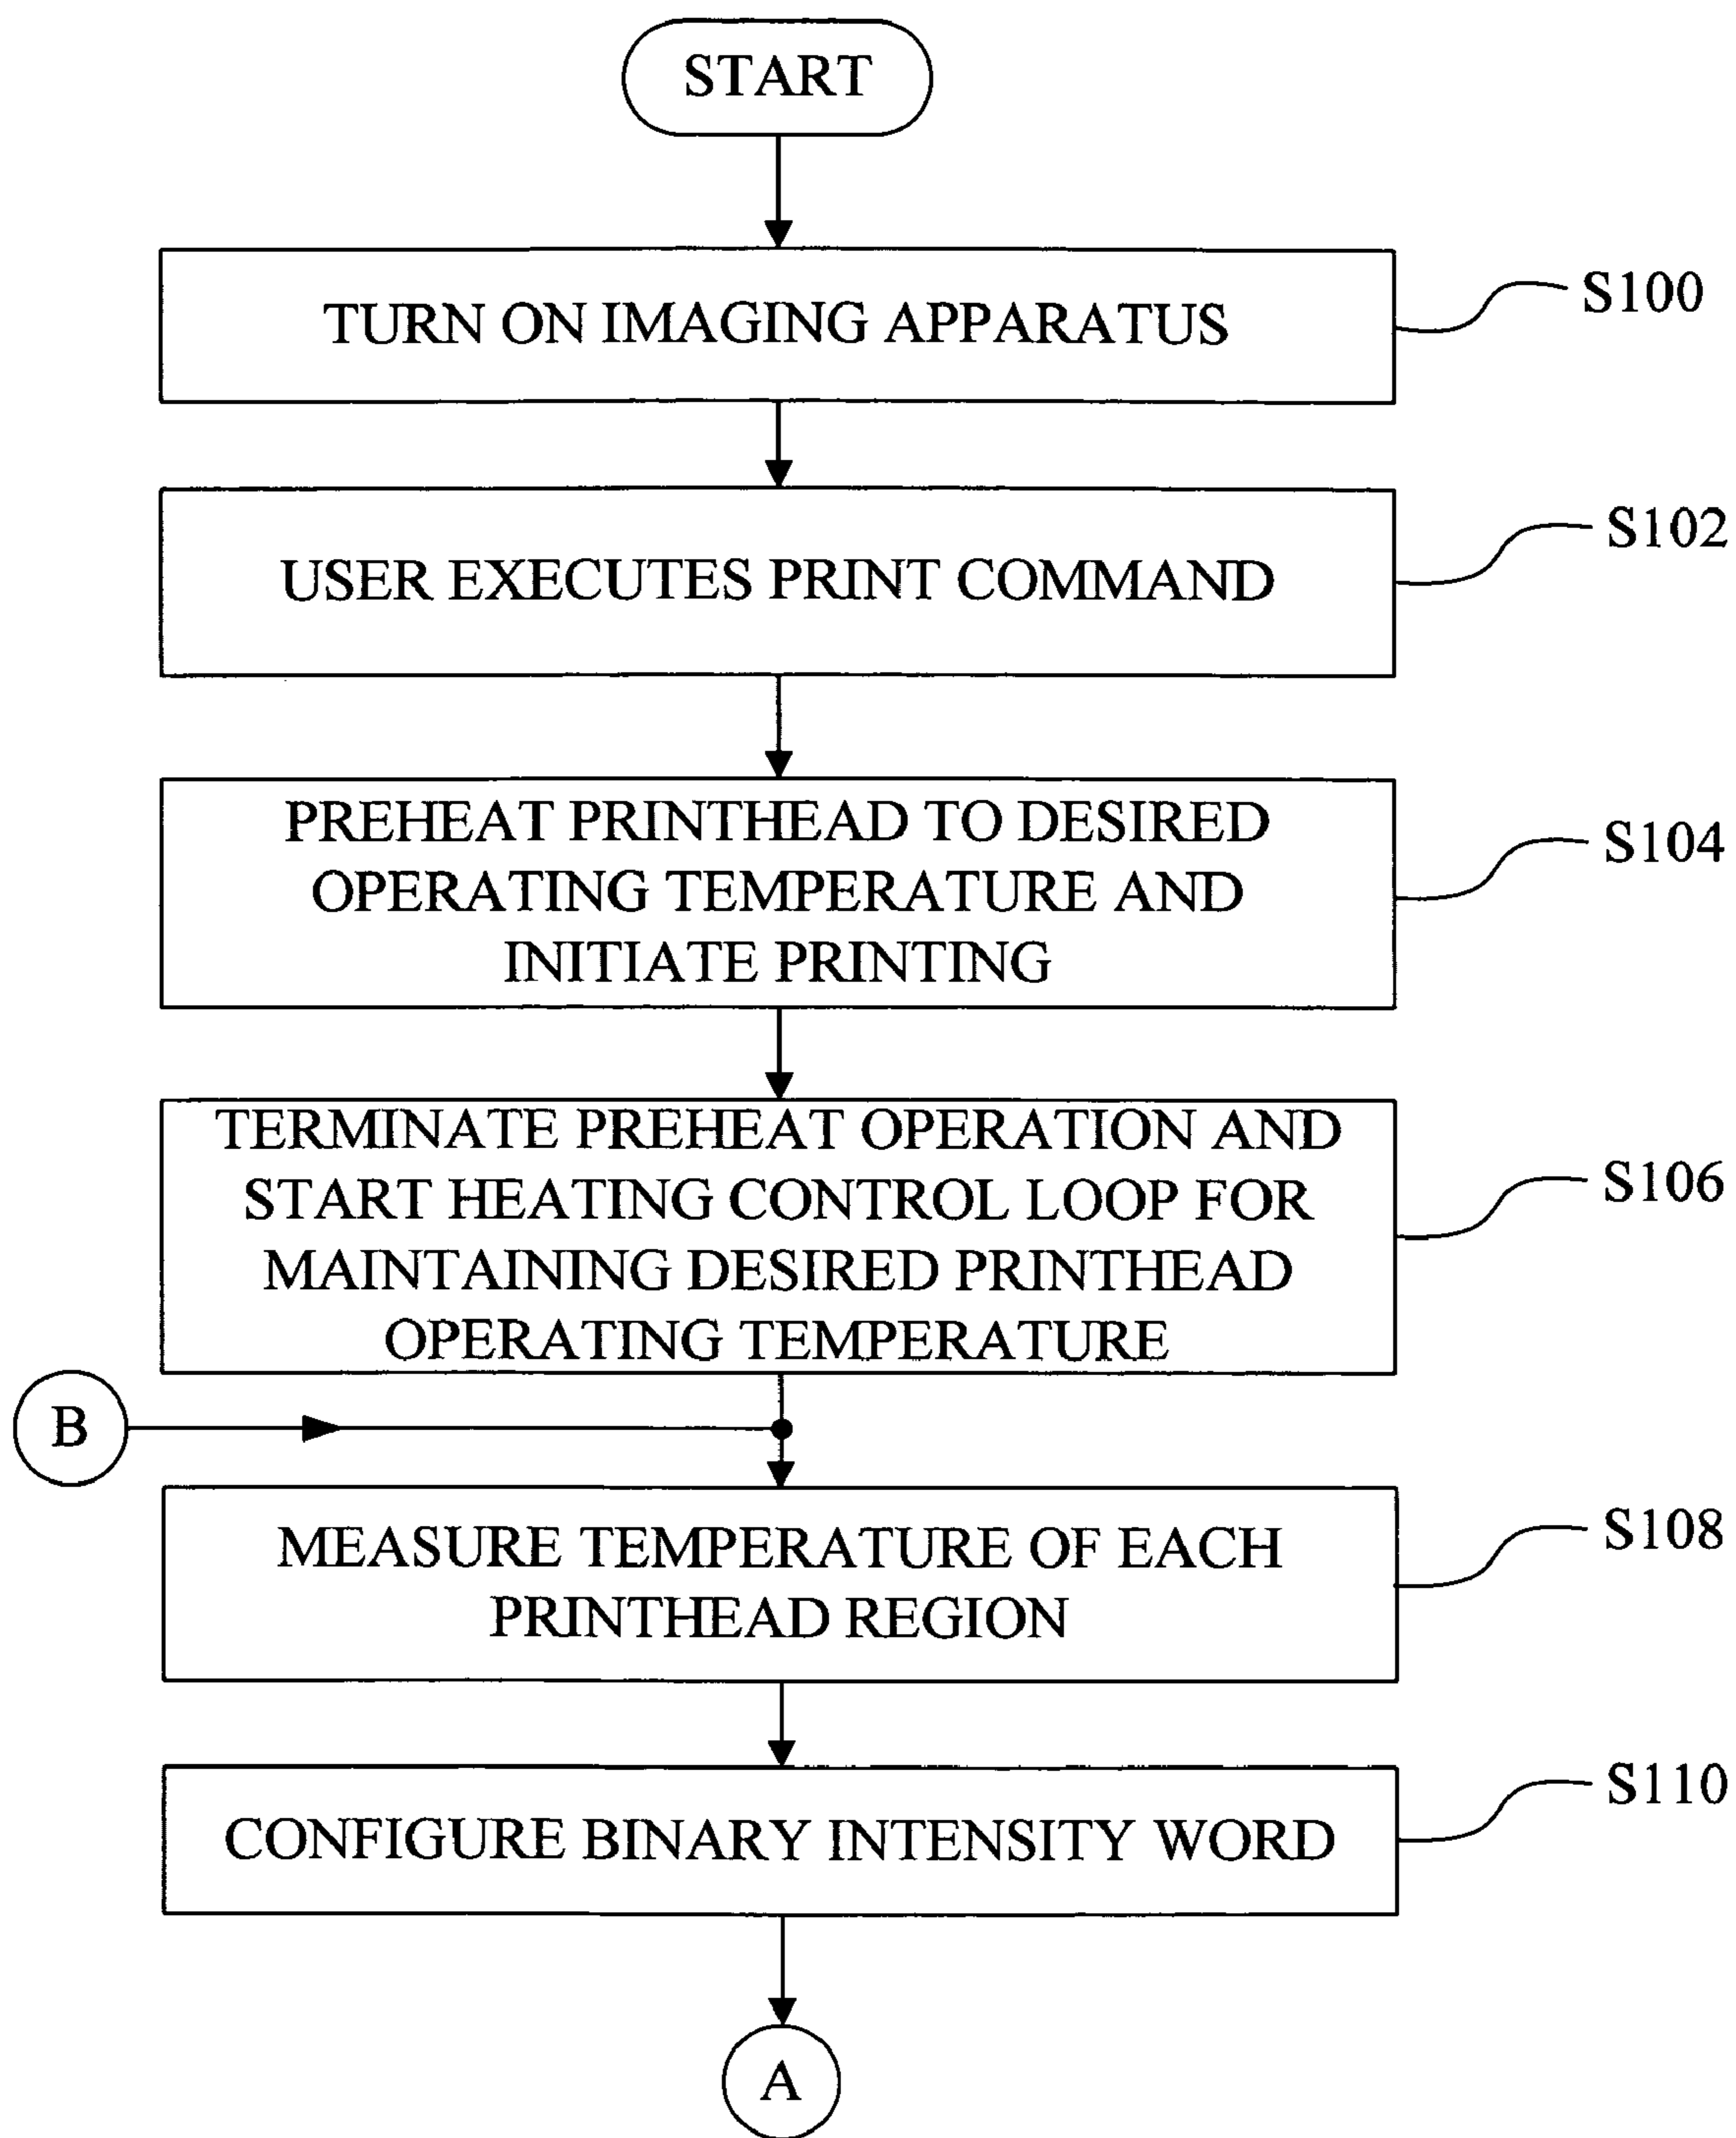 START
TURN ON IMAGING APPARATUS
S100
USER EXECUTES PRINT COMMAND
S102
PREHEAT PRINTHEAD TO DESIRED
OPERATING TEMPERATURE AND
INITIATE PRINTING
S104
TERMINATE PREHEAT OPERATION AND
START HEATING CONTROL LOOP FOR
MAINTAINING DESIRED PRINTHEAD
OPERATING TEMPERATURE
S106
B
MEASURE TEMPERATURE OF EACH
PRINTHEAD REGION
S108
CONFIGURE BINARY INTENSITY WORD
S110
A